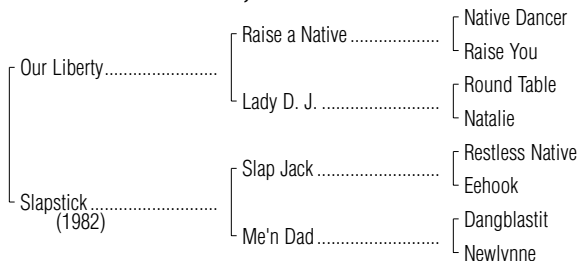 Native Dancer
Raise a Native
Raise You
Our Liberty
Round Table
Lady D. J.
Natalie
Restless Native
Slap Jack
Eehook
Slapstick
(1982)
Dangblastit
Me'n Dad
Newlynne